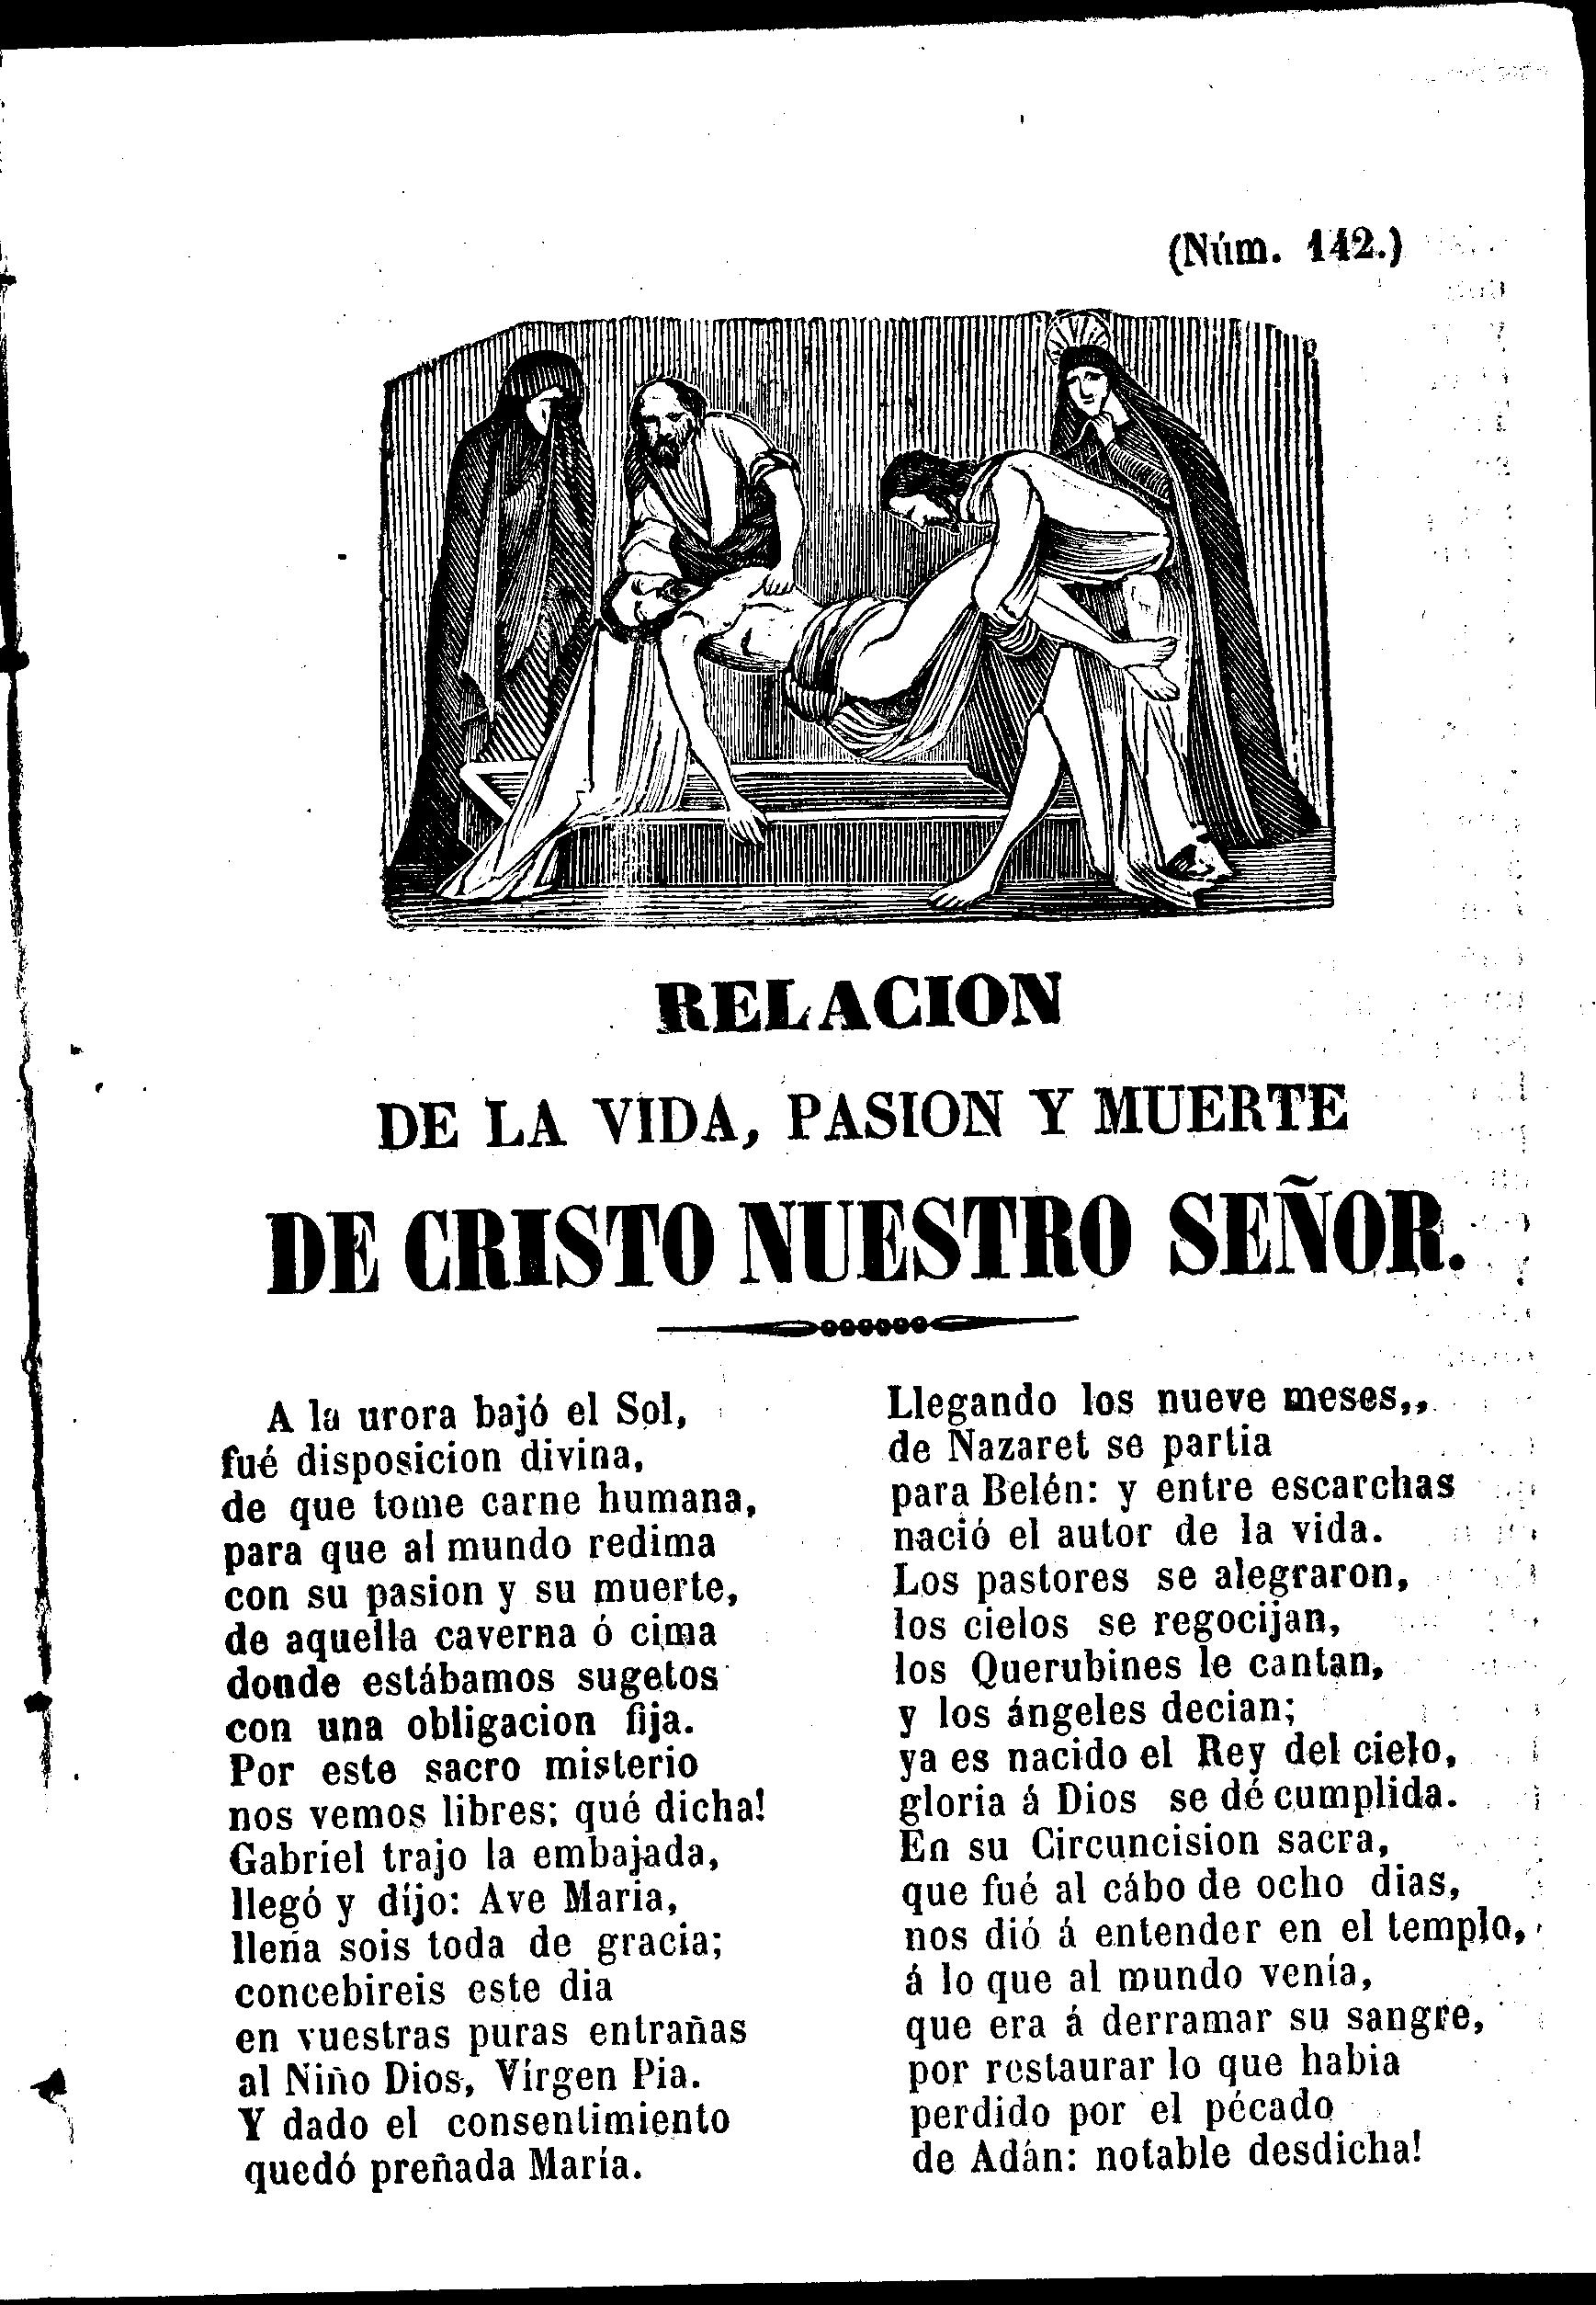 (Núm. 142.)
RELACION
DE LA VIDA, PASION Y MUERTE
DE CRISTO NUESTRO SEÑOR.
A la urora bajó el Sol,
fué disposicion divina,
de que tome carne humana,
para que al mundo redima
con su pasion y su muerte,
de aquella caverna ó cima
donde estábamos sugetos
con una obligacion fija.
Por este sacro misterio
nos vemos libres; qué dicha!
Gabriel trajo la embajada,
llegó y dijo: Ave Maria,
llena sois toda de gracia;
concebireis este dia
en vuestras puras entrañas
al Niño Dios, Vírgen Pia.
Y dado el consentimiento
quedó preñada María.
Llegando los nueve meses,,
de Nazaret se partia
para Belén: y entre escarchas
nació el autor de la vida.
Los pastores se alegraron,
los cielos se regocijan,
los Querubines le cantan,
y los ángeles decian;
ya es nacido el Rey del cielo,
gloria á Dios se dé cumplida.
En su Circuncision sacra,
que fué al cábo de ocho dias,
nos dió á entender en el templo,
á lo que al mundo venía,
que era á derramar su sangre,
por restaurar lo que habia
perdido por el pécado
de Adán: notable desdicha!